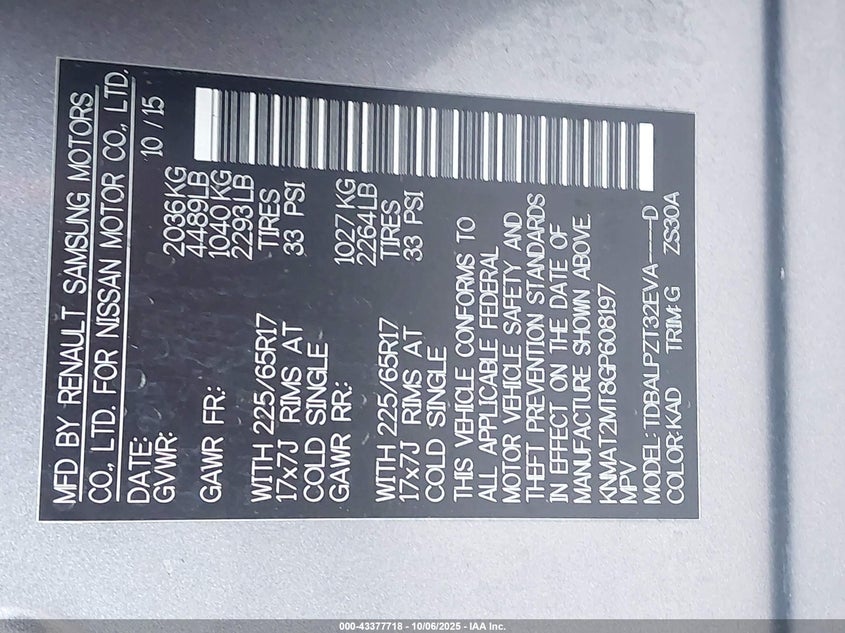 MFD BY RENAULT SAMSUNG MOTORS
CO., LTD. FOR NISSAN MOTOR CO., LTD.
DATE: 10 / 15
GVWR: 2036KG
4489LB
GAWR FR: 1040KG
2293LB
WITH 225/65R17 TIRES
17x7J RIMS AT 33 PSI
COLD SINGLE
GAWR RR: 1027KG
2264LB
WITH 225/65R17 TIRES
17x7J RIMS AT 33 PSI
COLD SINGLE
THIS VEHICLE CONFORMS TO
ALL APPLICABLE FEDERAL
MOTOR VEHICLE SAFETY AND
THEFT PREVENTION STANDARDS
IN EFFECT ON THE DATE OF
MANUFACTURE SHOWN ABOVE.
KNMAT2MT8GP608197
MPV
MODEL: TDBALPZT32EVA-----D
COLOR:KAD TRIM:G ZS30A
000-43377718 - 10/06/2025 - IAA Inc.